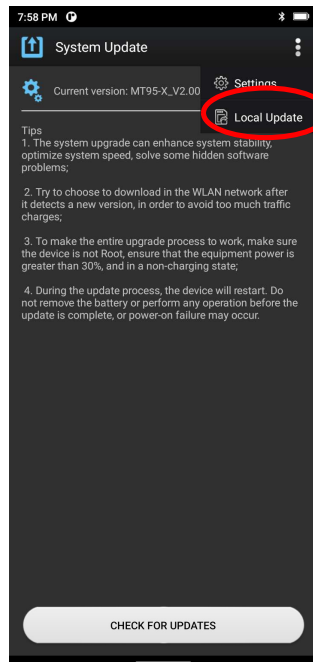 7:58 PM
System Update
Settings
Current version: MT95-X_V2.00
Local Update
Tips
1. The system upgrade can enhance system stability,
optimize system speed, solve some hidden software
problems;
2. Try to choose to download in the WLAN network after
it detects a new version, in order to avoid too much traffic
charges;
3. To make the entire upgrade process to work, make sure
the device is not Root, ensure that the equipment power is
greater than 30%, and in a non-charging
state;
4. During the update process, the device will restart. Do
not remove the battery or perform any operation before the
update is complete, or power-on failure may occur.
CHECK FOR UPDATES